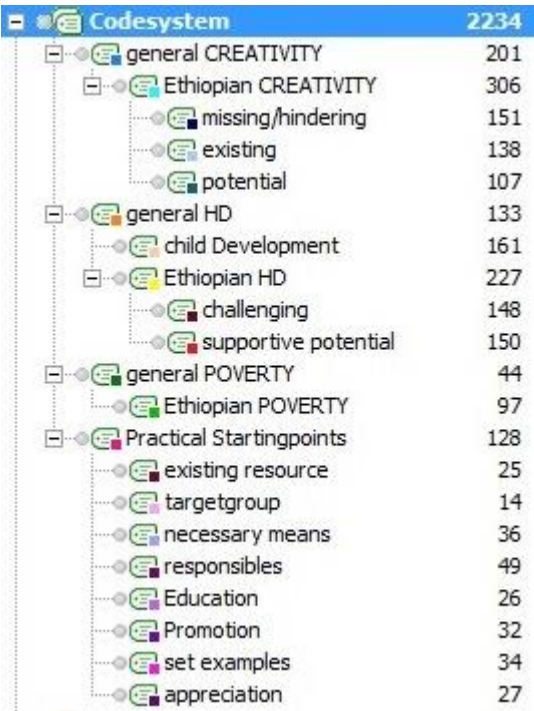 Codesystem 2234
general CREATIVITY 201
Ethiopian CREATIVITY 306
missing/hindering 151
existing 138
potential 107
general HD 133
child Development 161
Ethiopian HD 227
challenging 148
supportive potential 150
general POVERTY 44
Ethiopian POVERTY 97
Practical Startingpoints 128
existing resource 25
targetgroup 14
necessary means 36
responsibles 49
Education 26
Promotion 32
set examples 34
appreciation 27